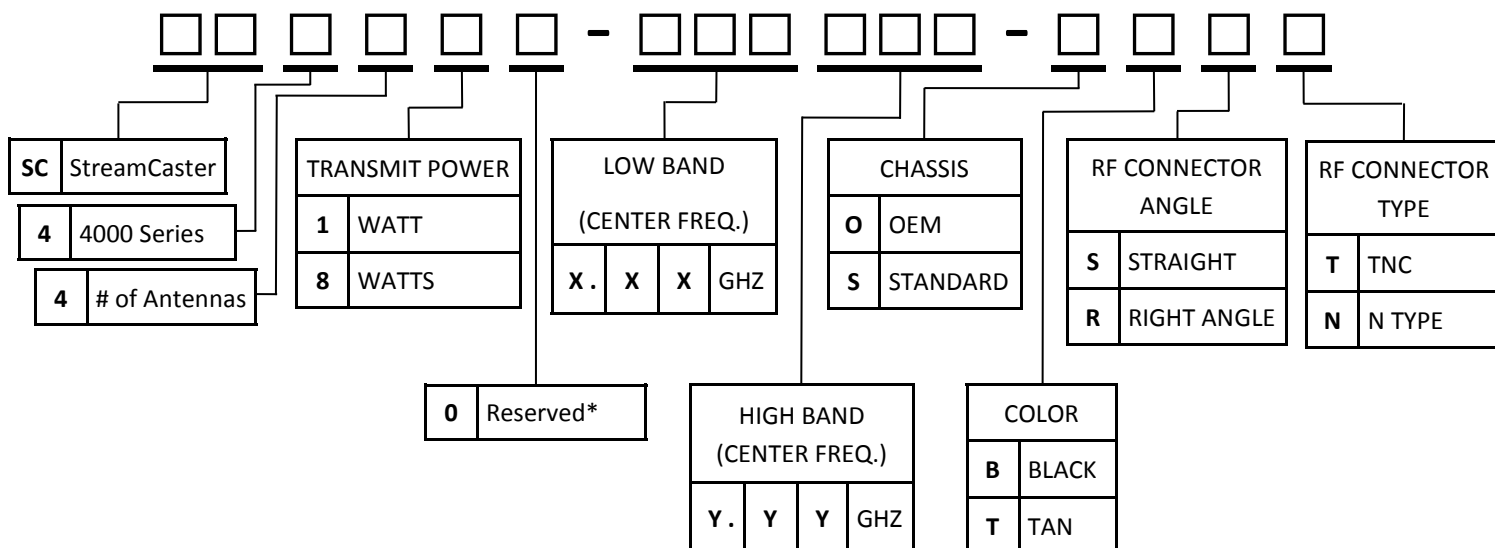 – –
SC StreamCaster
4 4000 Series
4 # of Antennas
TRANSMIT POWER
1 WATT
8 WATTS
0 Reserved*
LOW BAND
(CENTER FREQ.)
X. X X GHZ
HIGH BAND
(CENTER FREQ.)
Y. Y Y GHZ
CHASSIS
O OEM
S STANDARD
COLOR
B BLACK
T TAN
RF CONNECTOR
ANGLE
S STRAIGHT
R RIGHT ANGLE
RF CONNECTOR
TYPE
T TNC
N N TYPE